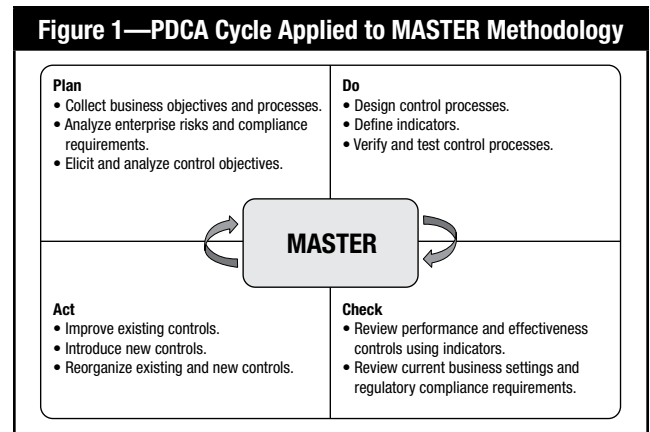 Figure 1—PDCA Cycle Applied to MASTER Methodology
Plan
• Collect business objectives and processes.
• Analyze enterprise risks and compliance
requirements.
• Elicit and analyze control objectives.
Do
• Design control processes.
• Define indicators.
• Verify and test control processes.
MASTER
Act
• Improve existing controls.
• Introduce new controls.
• Reorganize existing and new controls.
Check
• Review performance and effectiveness
controls using indicators.
• Review current business settings and
regulatory compliance requirements.